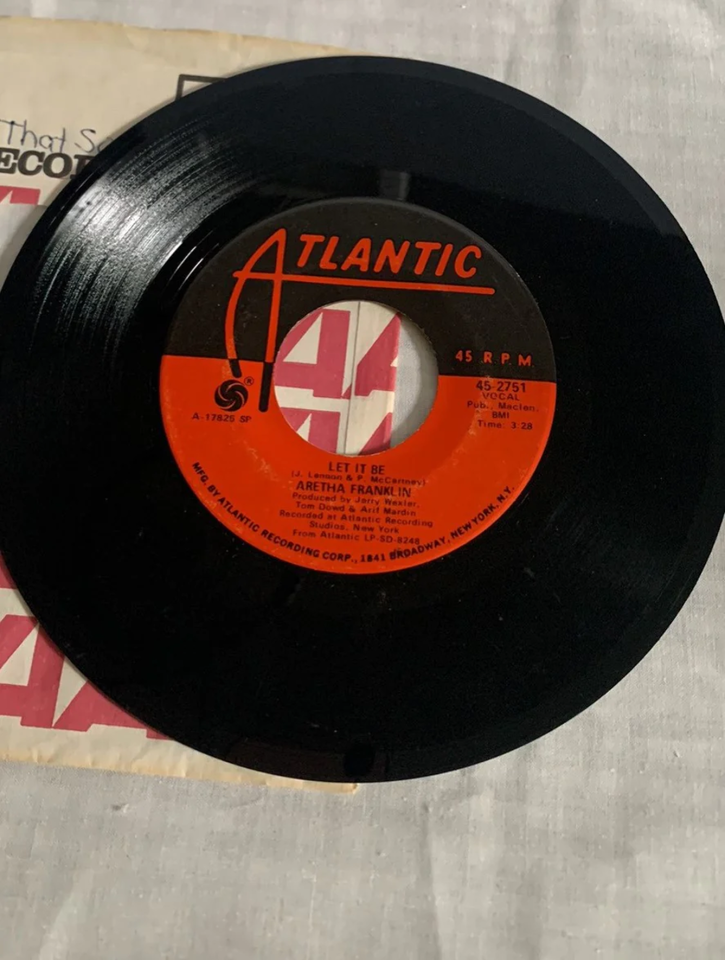 That S
ECOR
ATLANTIC
45 R.P.M.
®
A-17826 SP
45-2751
VOCAL
Pub., Maclen;
BMI
Time: 3:28
LET IT BE
(J. Lennon & P. McCartney)
ARETHA FRANKLIN
Produced by Jerry Wexler,
Tom Dowd & Arif Mardin
Recorded at Atlantic Recording
Studios, New York
From Atlantic LP-SD-8248
MFG. BY ATLANTIC RECORDING CORP., 1841 BROADWAY, NEW YORK, N.Y.